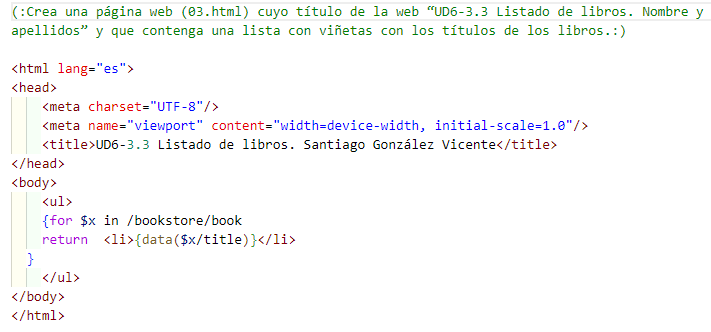 (:Crea una página web (03.html) cuyo título de la web “UD6-3.3 Listado de libros. Nombre y
apellidos” y que contenga una lista con viñetas con los títulos de los libros.:)
<html lang="es">
<head>
<meta charset="UTF-8"/>
<meta name="viewport" content="width=device-width, initial-scale=1.0"/>
<title>UD6-3.3 Listado de libros. Santiago González Vicente</title>
</head>
<body>
<ul>
{for $x in /bookstore/book
return  <li>{data($x/title)}</li>
}
</ul>
</body>
</html>